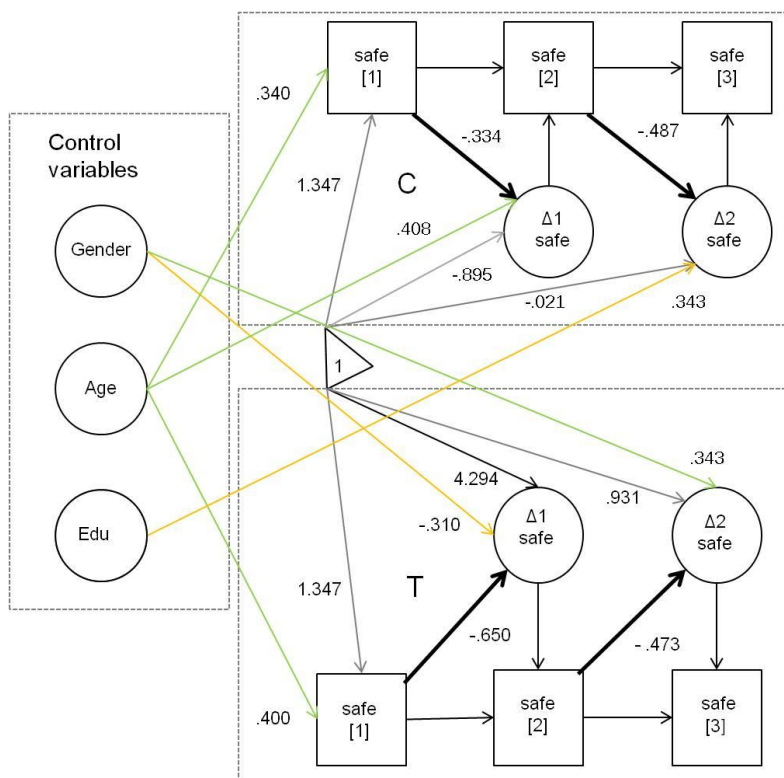 safe
[1]
safe
[2]
safe
[3]
.340
-.334
-.487
Control
variables
1.347
C
Δ1
safe
Δ2
safe
Gender
.408
-.895
-.021
.343
1
Age
.343
4.294
.931
Edu
-.310
Δ1
safe
Δ2
safe
1.347
T
-.650
- .473
.400
safe
[1]
safe
[2]
safe
[3]